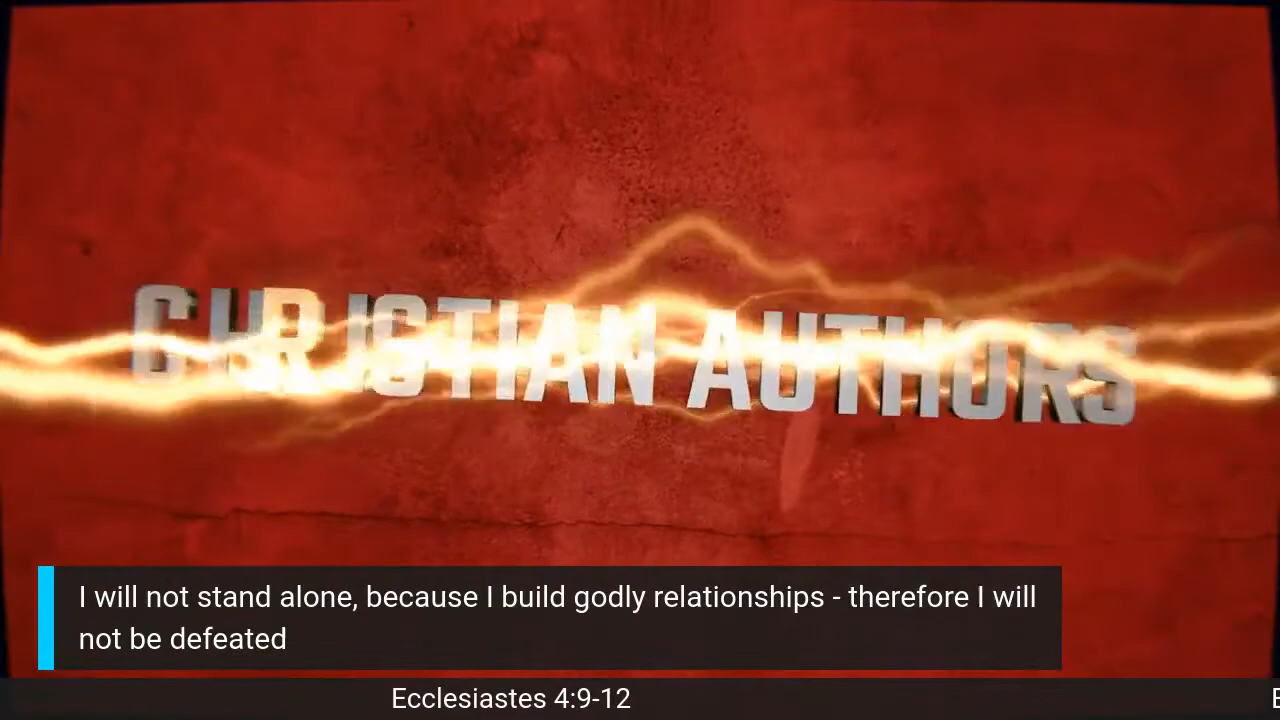 CHRISTIAN AUTHORS
I will not stand alone, because I build godly relationships - therefore I will
not be defeated
Ecclesiastes 4:9-12